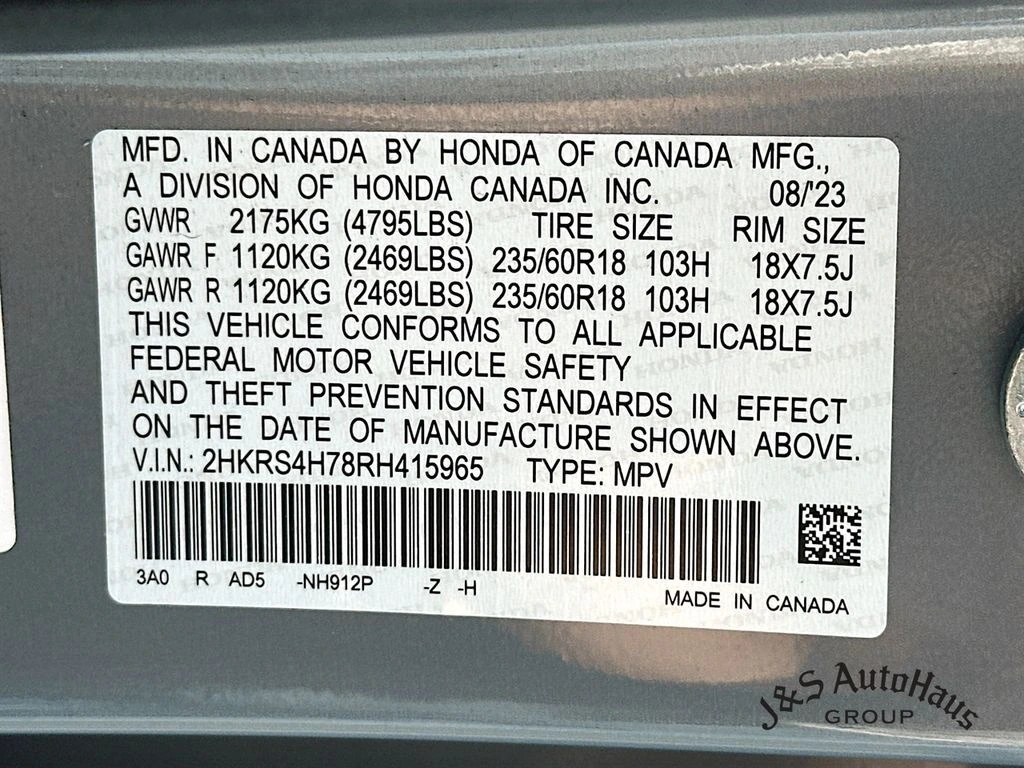 MFD. IN CANADA BY HONDA OF CANADA MFG.,
A DIVISION OF HONDA CANADA INC. 08/'23
GVWR 2175KG (4795LBS) TIRE SIZE RIM SIZE
GAWR F 1120KG (2469LBS) 235/60R18 103H 18X7.5J
GAWR R 1120KG (2469LBS) 235/60R18 103H 18X7.5J
THIS VEHICLE CONFORMS TO ALL APPLICABLE
FEDERAL MOTOR VEHICLE SAFETY
AND THEFT PREVENTION STANDARDS IN EFFECT
ON THE DATE OF MANUFACTURE SHOWN ABOVE.
V.I.N.: 2HKRS4H78RH415965 TYPE: MPV
3A0 R AD5 -NH912P -Z -H
MADE IN CANADA
J&S AutoHaus
GROUP